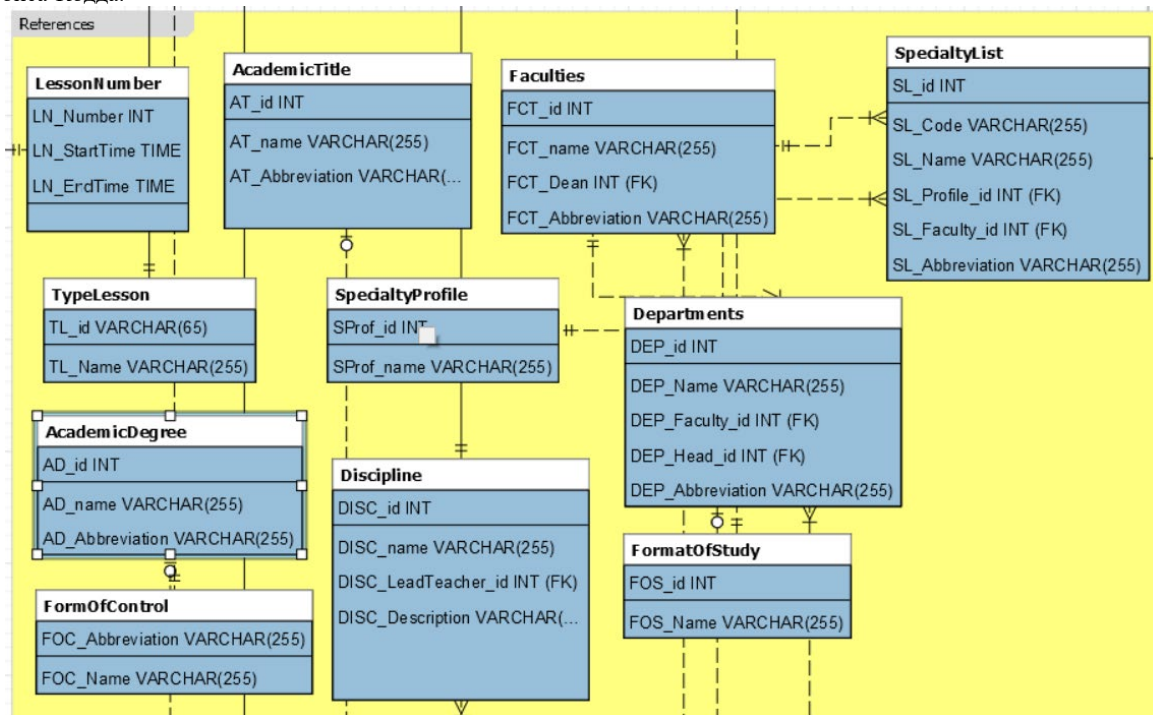 References
LessonNumber
LN_Number INT
LN_StartTime TIME
LN_ErdTime TIME
AcademicTitle
AT_id INT
AT_name VARCHAR(255)
AT_Abbreviation VARCHAR(...
Faculties
FCT_id INT
FCT_name VARCHAR(255)
FCT_Dean INT (FK)
FCT_Abbreviation VARCHAR(255)
SpecialtyList
SL_id INT
SL_Code VARCHAR(255)
SL_Name VARCHAR(255)
SL_Profile_id INT (FK)
SL_Faculty_id INT (FK)
SL_Abbreviation VARCHAR(255)
TypeLesson
TL_id VARCHAR(65)
TL_Name VARCHAR(255)
SpecialtyProfile
SProf_id INT
SProf_name VARCHAR(255)
Departments
DEP_id INT
DEP_Name VARCHAR(255)
DEP_Faculty_id INT (FK)
DEP_Head_id INT (FK)
DEP_Abbreviation VARCHAR(255)
AcademicDegree
AD_id INT
AD_name VARCHAR(255)
AD_Abbreviation VARCHAR(255)
Discipline
DISC_id INT
DISC_name VARCHAR(255)
DISC_LeadTeacher_id INT (FK)
DISC_Description VARCHAR(...
FormatOfStudy
FOS_id INT
FOS_Name VARCHAR(255)
FormOfControl
FOC_Abbreviation VARCHAR(255)
FOC_Name VARCHAR(255)